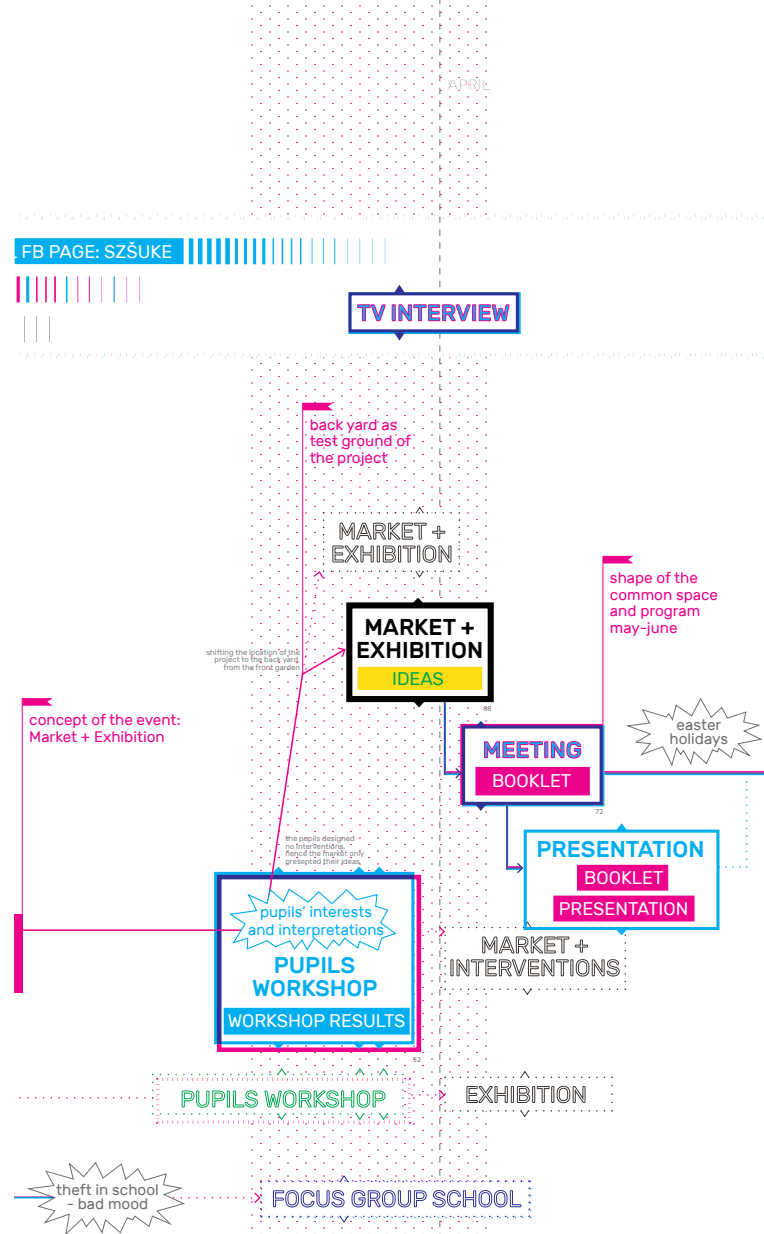 APRIL
FB PAGE: SZŠUKE
TV INTERVIEW
back yard as
test ground of
the project
MARKET +
EXHIBITION
shape of the
common space
and program
may-june
MARKET +
EXHIBITION
IDEAS
68
shifting the location of the
project to the back yard,
from the front garden
concept of the event:
Market + Exhibition
easter
holidays
MEETING
BOOKLET
72
the pupils designed
no interventions,
hence the market only
presented their ideas
PRESENTATION
BOOKLET
PRESENTATION
pupils' interests
and interpretations
PUPILS
WORKSHOP
WORKSHOP RESULTS
52
MARKET +
INTERVENTIONS
PUPILS WORKSHOP
EXHIBITION
theft in school
- bad mood
FOCUS GROUP SCHOOL